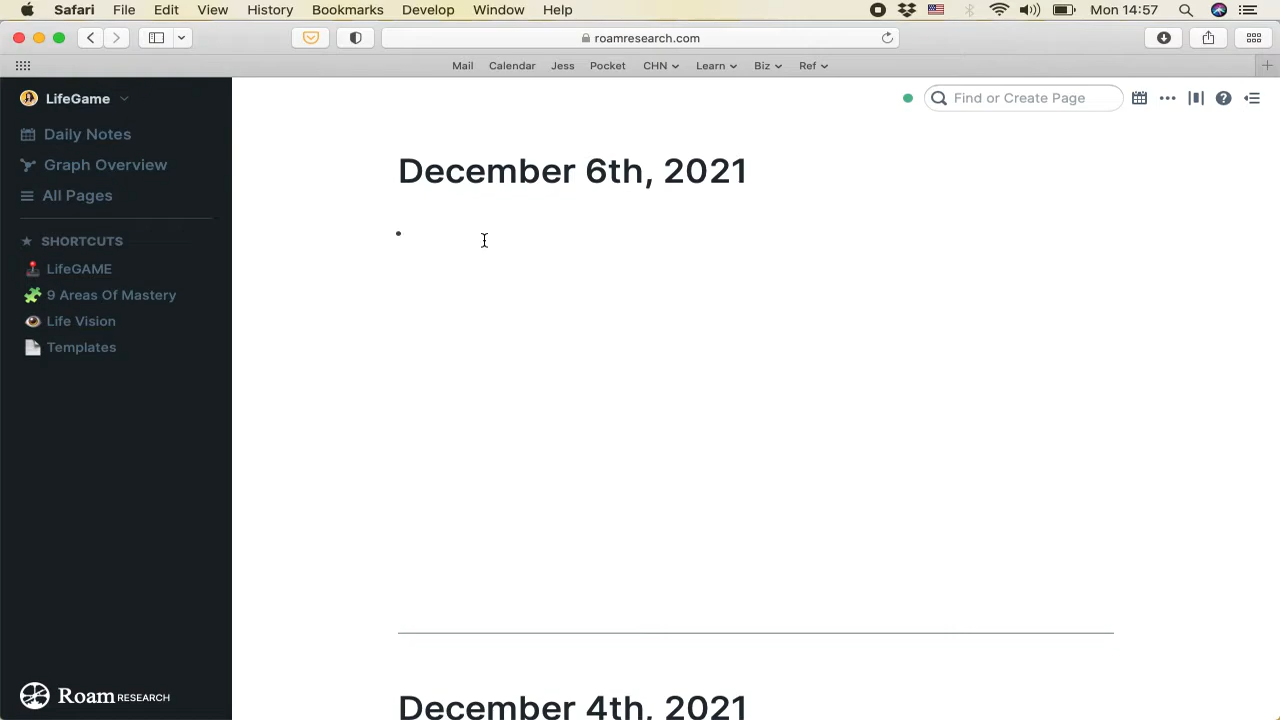 Safari File Edit View History Bookmarks Develop Window Help Mon 14:57
roamresearch.com
Mail Calendar Jess Pocket CHN Learn Biz Ref
LifeGame
Find or Create Page
Daily Notes
Graph Overview
All Pages
SHORTCUTS
LifeGAME
9 Areas Of Mastery
Life Vision
Templates
December 6th, 2021
December 4th, 2021
Roam RESEARCH